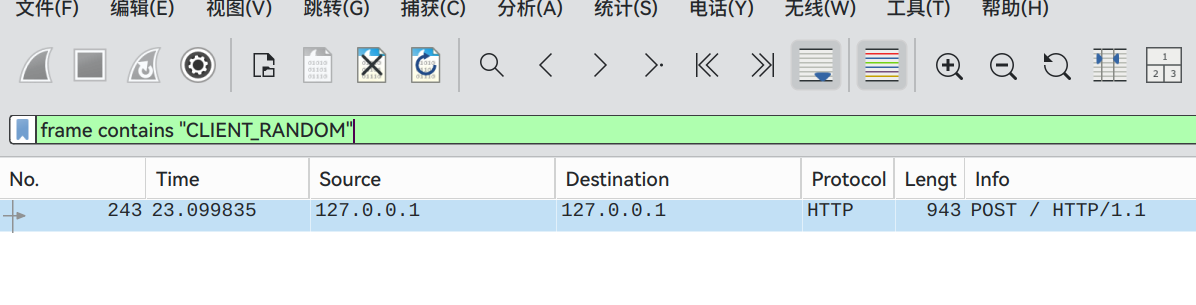 文件(F) 编辑(E) 视图(V) 跳转(G) 捕获(C) 分析(A) 统计(S) 电话(Y) 无线(W) 工具(T) 帮助(H)
frame contains "CLIENT_RANDOM"
No. Time Source Destination Protocol Lengt Info
243 23.099835 127.0.0.1 127.0.0.1 HTTP 943 POST / HTTP/1.1